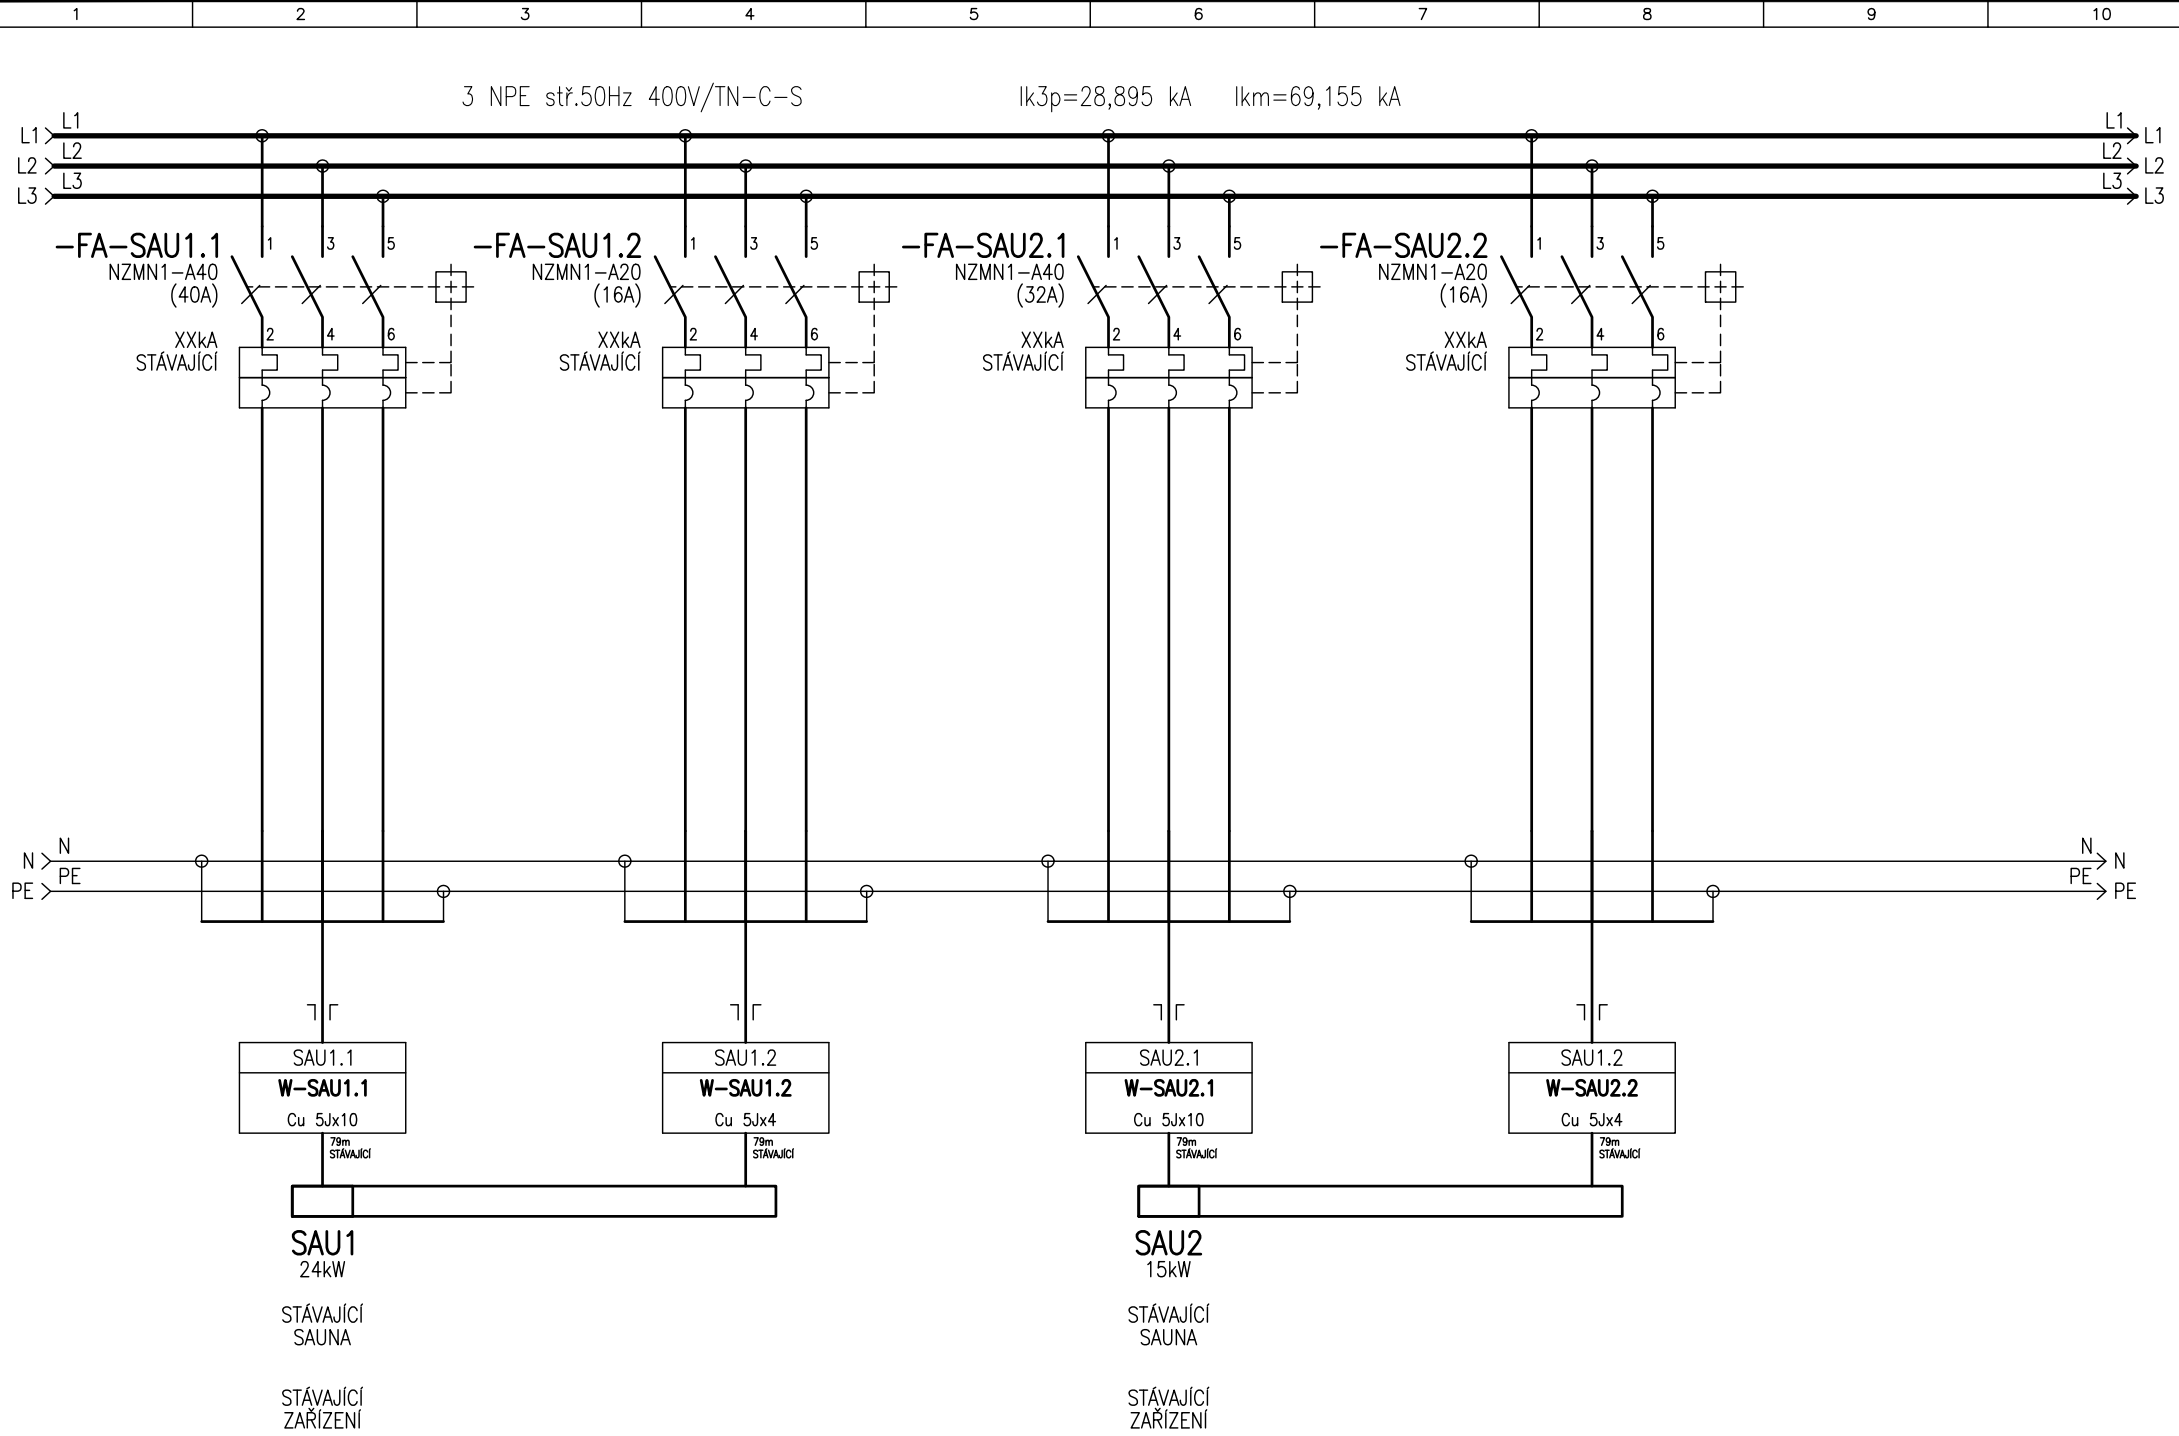 1 2 3 4 5 6 7 8 9 10
3 NPE stř.50Hz 400V/TN-C-S Ik3p=28,895 kA Ikm=69,155 kA
L1 L1 L1 L1
L2 L2 L2 L2
L3 L3 L3 L3
-FA-SAU1.1
NZMN1-A40
(40A)
XXkA
STÁVAJÍCÍ
1 3 5
2 4 6
-FA-SAU1.2
NZMN1-A20
(16A)
XXkA
STÁVAJÍCÍ
1 3 5
2 4 6
-FA-SAU2.1
NZMN1-A40
(32A)
XXkA
STÁVAJÍCÍ
1 3 5
2 4 6
-FA-SAU2.2
NZMN1-A20
(16A)
XXkA
STÁVAJÍCÍ
1 3 5
2 4 6
N N N N
PE PE PE PE
SAU1.1
W-SAU1.1
Cu 5Jx10
79m
STÁVAJÍCÍ
SAU1.2
W-SAU1.2
Cu 5Jx4
79m
STÁVAJÍCÍ
SAU2.1
W-SAU2.1
Cu 5Jx10
79m
STÁVAJÍCÍ
SAU1.2
W-SAU2.2
Cu 5Jx4
79m
STÁVAJÍCÍ
SAU1
24kW
STÁVAJÍCÍ
SAUNA
STÁVAJÍCÍ
ZAŘÍZENÍ
SAU2
15kW
STÁVAJÍCÍ
SAUNA
STÁVAJÍCÍ
ZAŘÍZENÍ